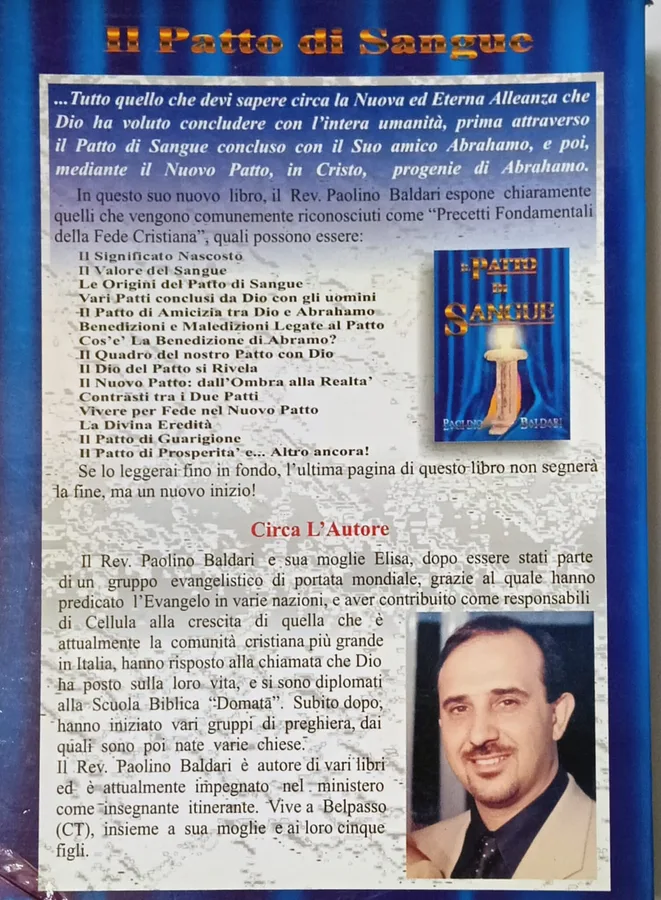 Il Patto di Sangue
...Tutto quello che devi sapere circa la Nuova ed Eterna Alleanza che
Dio ha voluto concludere con l'intera umanità, prima attraverso
il Patto di Sangue concluso con il Suo amico Abrahamo, e poi,
mediante il Nuovo Patto, in Cristo, progenie di Abrahamo.
In questo suo nuovo libro, il Rev. Paolino Baldari espone chiaramente
quelli che vengono comunemente riconosciuti come "Precetti Fondamentali
della Fede Cristiana", quali possono essere:
Il Significato Nascosto
Il Valore del Sangue
Le Origini del Patto di Sangue
Vari Patti conclusi da Dio con gli uomini
Il Patto di Amicizia tra Dio e Abrahamo
Benedizioni e Maledizioni Legate al Patto
Cos'e' La Benedizione di Abramo?
Il Quadro del nostro Patto con Dio
Il Dio del Patto si Rivela
Il Nuovo Patto: dall'Ombra alla Realta'
Contrasti tra i Due Patti
Vivere per Fede nel Nuovo Patto
La Divina Eredità
Il Patto di Guarigione
Il Patto di Prosperita' e... Altro ancora!
IL PATTO
DI
SANGUE
PAOLINO BALDARI
Se lo leggerai fino in fondo, l'ultima pagina di questo libro non segnerà
la fine, ma un nuovo inizio!
Circa L'Autore
Il Rev. Paolino Baldari e sua moglie Elisa, dopo essere stati parte
di un gruppo evangelistico di portata mondiale, grazie al quale hanno
predicato l'Evangelo in varie nazioni, e aver contribuito come responsabili
di Cellula alla crescita di quella che è
attualmente la comunità cristiana più grande
in Italia, hanno risposto alla chiamata che Dio
ha posto sulla loro vita, e si sono diplomati
alla Scuola Biblica "Domata". Subito dopo,
hanno iniziato vari gruppi di preghiera, dai
quali sono poi nate varie chiese.
Il Rev. Paolino Baldari è autore di vari libri
ed è attualmente impegnato nel ministero
come insegnante itinerante. Vive a Belpasso
(CT), insieme a sua moglie e ai loro cinque
figli.